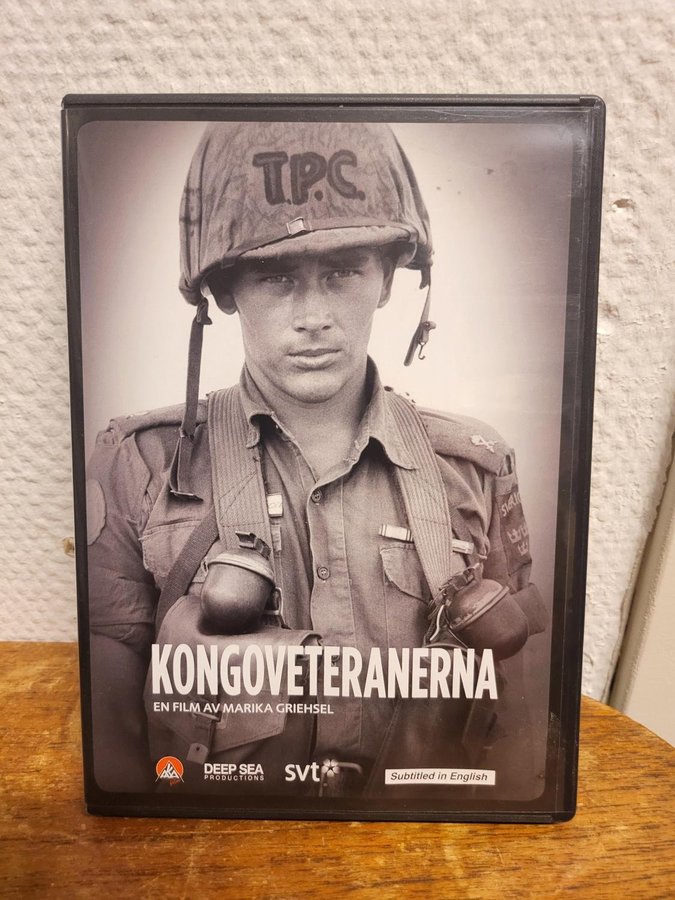 T.P.C.
KONGOVETERANERNA
EN FILM AV MARIKA GRIEHSEL
DEEP SEA
PRODUCTIONS
svt
Subtitled in English